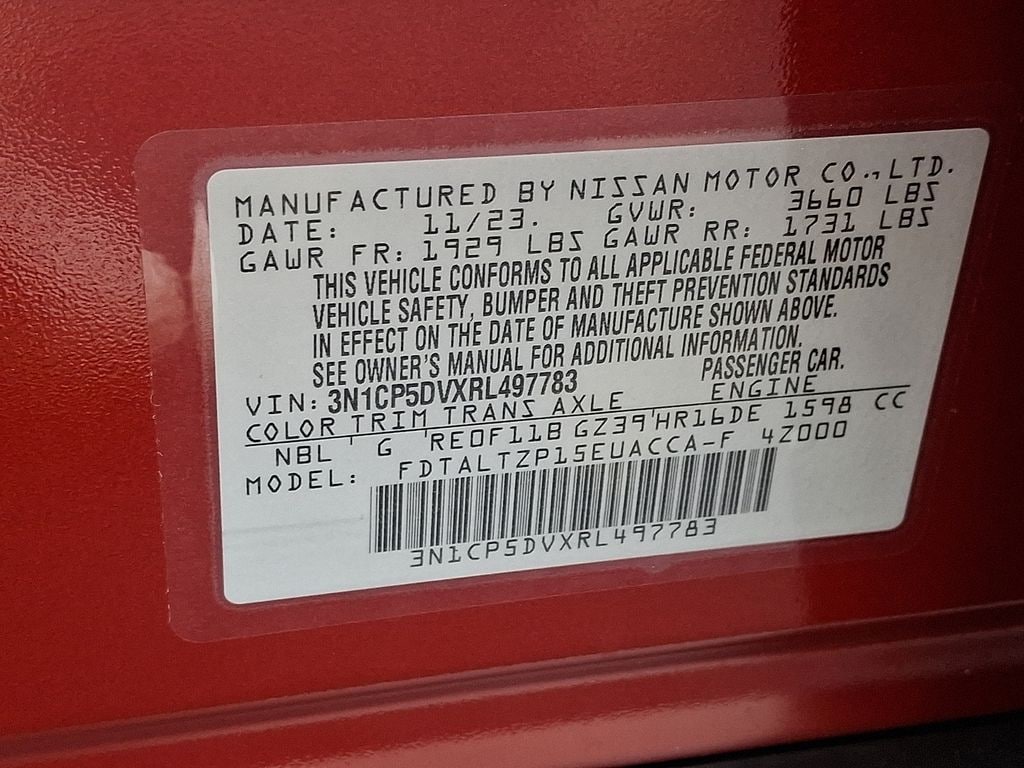 MANUFACTURED BY NISSAN MOTOR CO., LTD.
DATE: 11/23. GVWR: 3660 LBS
GAWR FR: 1929 LBS GAWR RR: 1731 LBS
THIS VEHICLE CONFORMS TO ALL APPLICABLE FEDERAL MOTOR
VEHICLE SAFETY, BUMPER AND THEFT PREVENTION STANDARDS
IN EFFECT ON THE DATE OF MANUFACTURE SHOWN ABOVE.
SEE OWNER'S MANUAL FOR ADDITIONAL INFORMATION.
VIN: 3N1CP5DVXRL497783 PASSENGER CAR.
COLOR TRIM TRANS AXLE ENGINE
NBL ' G 'RE0F11B GZ39'HR16DE 1598 CC
MODEL: FDTALTZP15EUACCA-F 4Z000
3N1CP5DVXRL497783